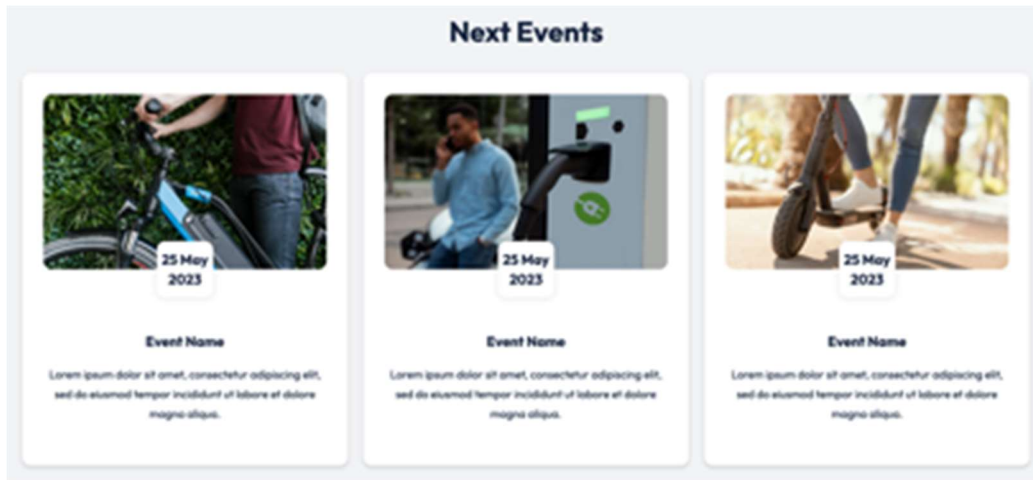 Next Events
25 May
2023
Event Name
Lorem ipsum dolor sit amet, consectetur adipiscing elit,
sed do eiusmod tempor incididunt ut labore et dolore
magna aliqua.
25 May
2023
Event Name
Lorem ipsum dolor sit amet, consectetur adipiscing elit,
sed do eiusmod tempor incididunt ut labore et dolore
magna aliqua.
25 May
2023
Event Name
Lorem ipsum dolor sit amet, consectetur adipiscing elit,
sed do eiusmod tempor incididunt ut labore et dolore
magna aliqua.